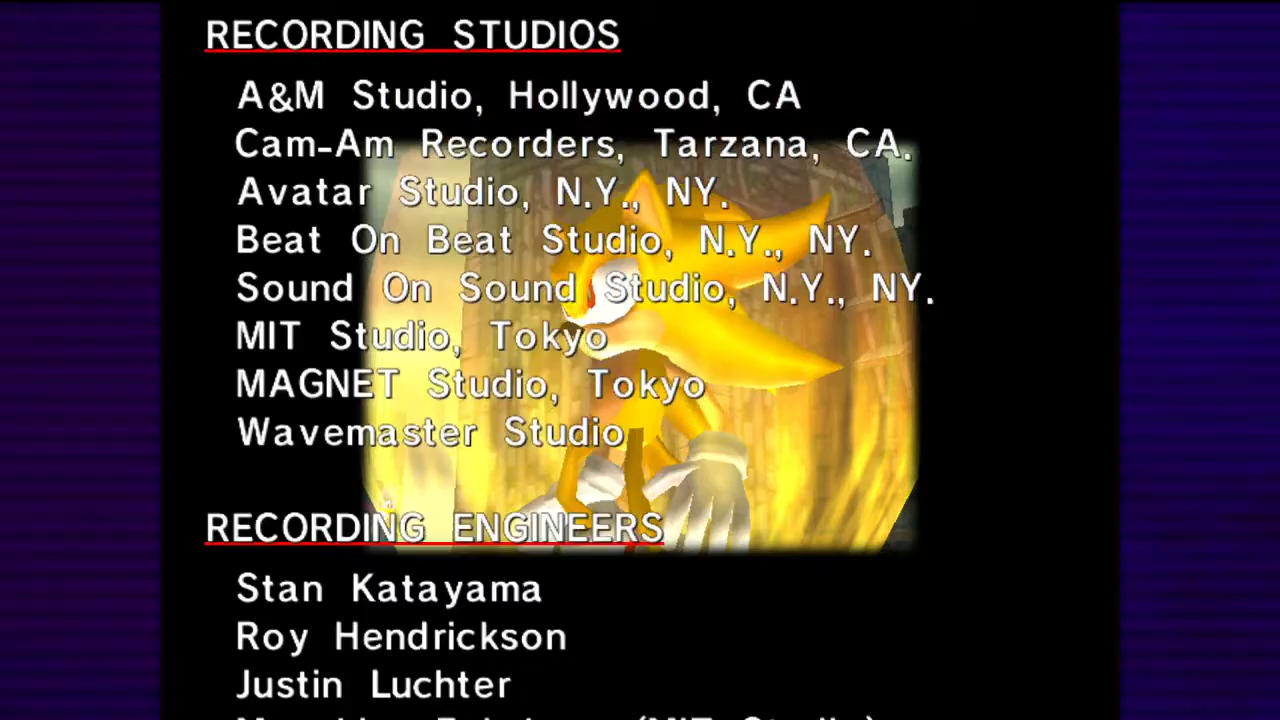 RECORDING STUDIOS
A&M Studio, Hollywood, CA
Cam-Am Recorders, Tarzana, CA.
Avatar Studio, N.Y., NY.
Beat On Beat Studio, N.Y., NY.
Sound On Sound Studio, N.Y., NY.
MIT Studio, Tokyo
MAGNET Studio, Tokyo
Wavemaster Studio
RECORDING ENGINEERS
Stan Katayama
Roy Hendrickson
Justin Luchter
(MIT Studio)